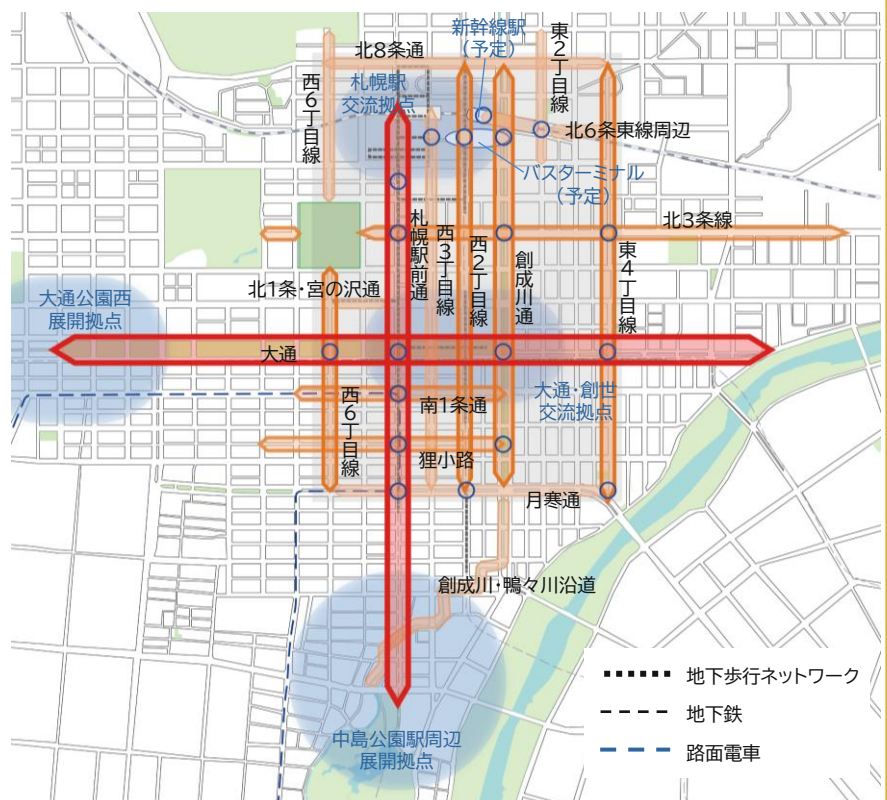 新幹線駅
(予定)
北8条通
東2丁目線
札幌駅
交流拠点
西6丁目線
北6条東線周辺
バスターミナル
(予定)
北3条線
札幌駅前通
西3丁目線
西2丁目線
創成川通
東4丁目線
北1条・宮の沢通
大通公園西
展開拠点
大通
大通・創世
交流拠点
西6丁目線
南1条通
狸小路
月寒通
創成川・鴨々川沿道
中島公園駅周辺
展開拠点
地下歩行ネットワーク
地下鉄
路面電車